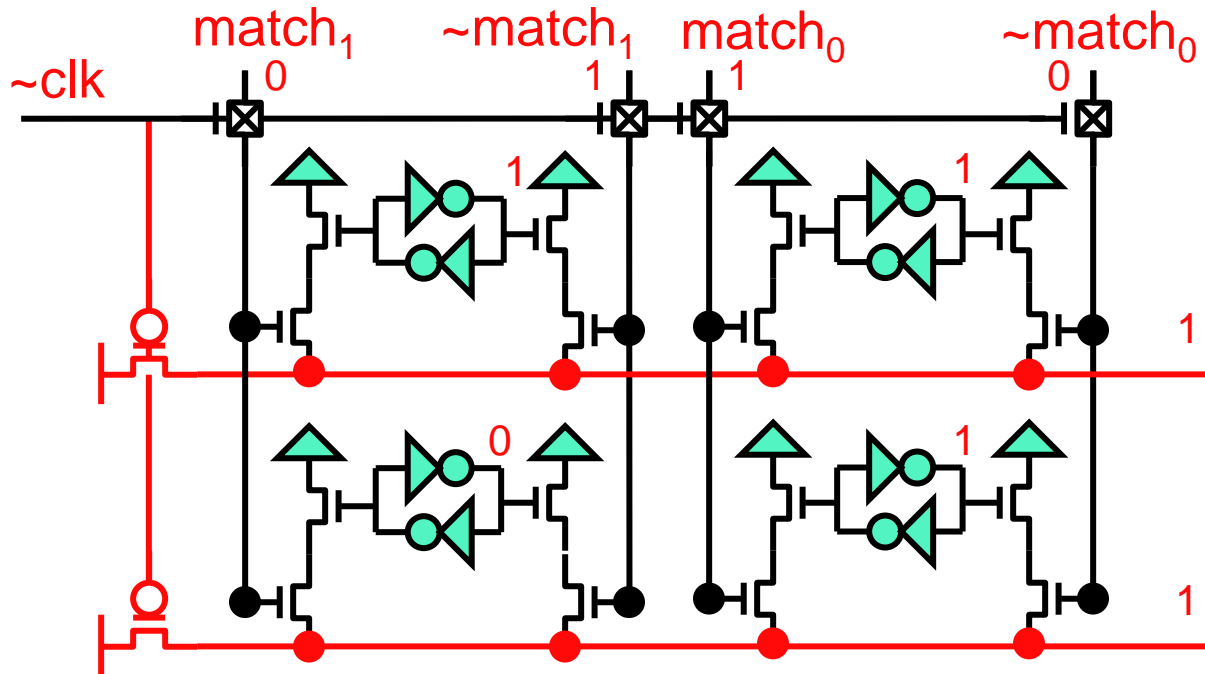 match₁ ~match₁ match₀ ~match₀
0 1 1 0
~clk
1 1
1
0 1
1